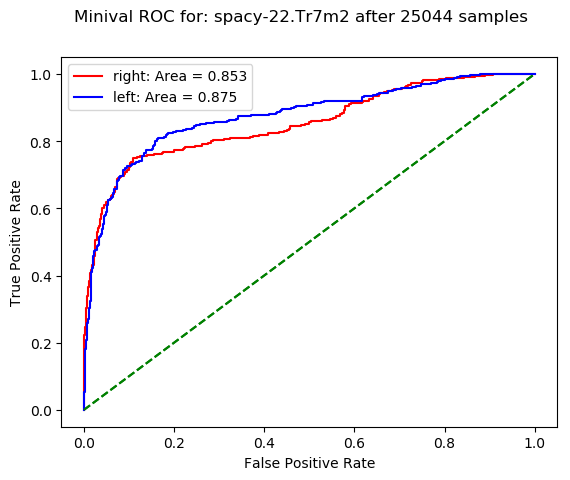 Minival ROC for: spacy-22.Tr7m2 after 25044 samples
right: Area = 0.853
left: Area = 0.875
True Positive Rate
1.0
0.8
0.6
0.4
0.2
0.0
0.0 0.2 0.4 0.6 0.8 1.0
False Positive Rate